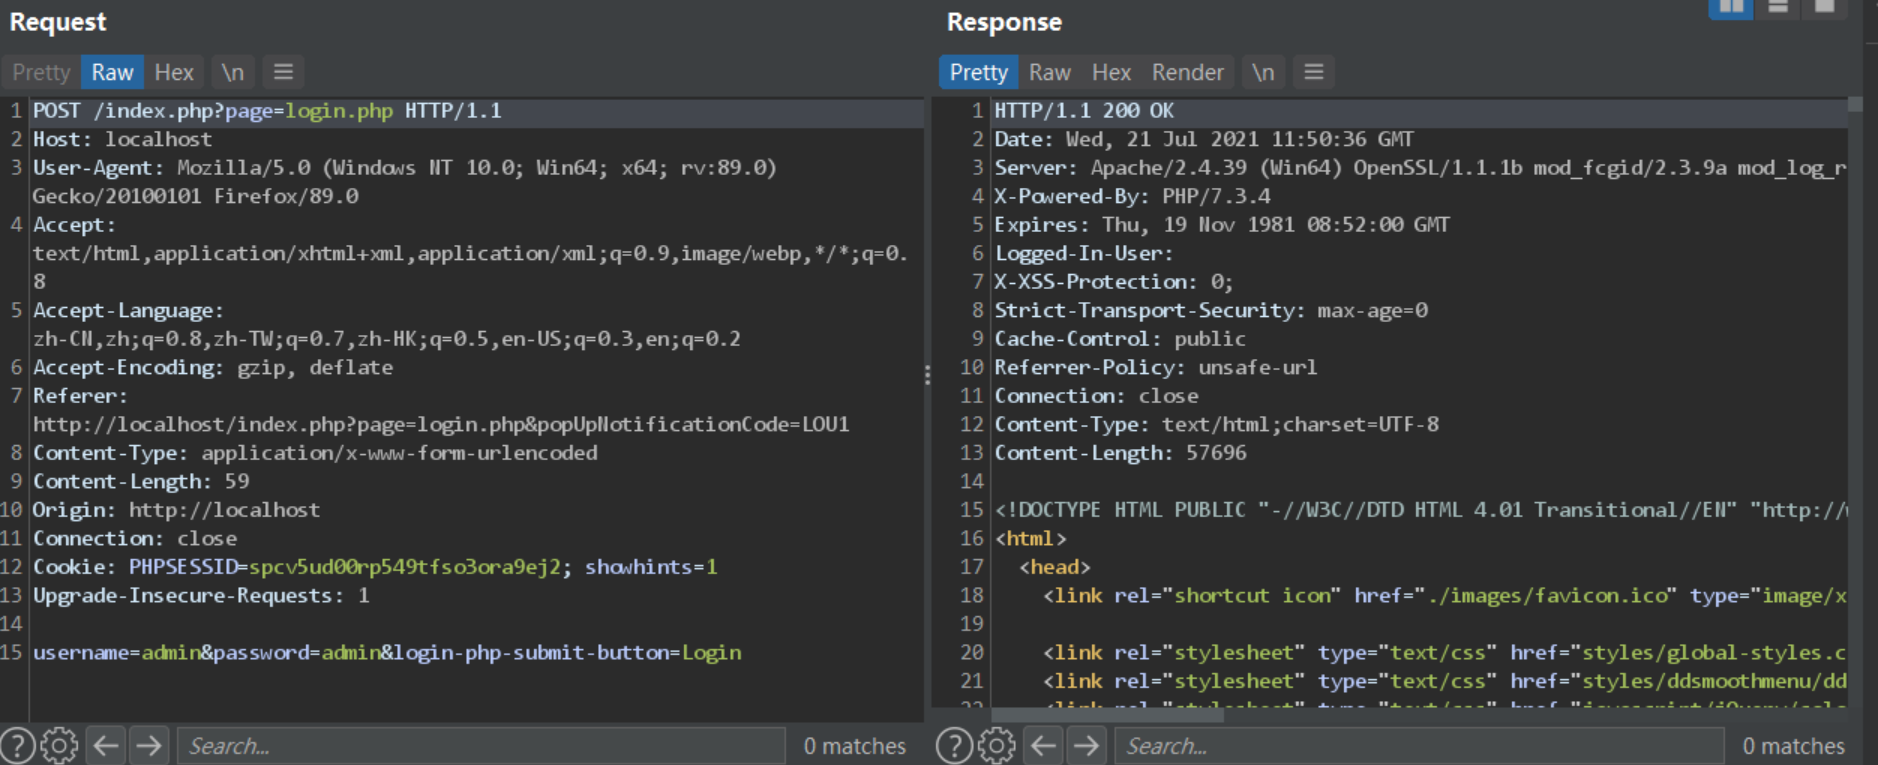 Request
Pretty Raw Hex \n
1 POST /index.php?page=login.php HTTP/1.1
2 Host: localhost
3 User-Agent: Mozilla/5.0 (Windows NT 10.0; Win64; x64; rv:89.0)
Gecko/20100101 Firefox/89.0
4 Accept:
text/html,application/xhtml+xml,application/xml;q=0.9,image/webp,*/*;q=0.
8
5 Accept-Language:
zh-CN,zh;q=0.8,zh-TW;q=0.7,zh-HK;q=0.5,en-US;q=0.3,en;q=0.2
6 Accept-Encoding: gzip, deflate
7 Referer:
http://localhost/index.php?page=login.php&popUpNotificationCode=LOU1
8 Content-Type: application/x-www-form-urlencoded
9 Content-Length: 59
10 Origin: http://localhost
11 Connection: close
12 Cookie: PHPSESSID=spcv5ud00rp549tfso3ora9ej2; showhints=1
13 Upgrade-Insecure-Requests: 1
14
15 username=admin&password=admin&login-php-submit-button=Login
Search...
0 matches
Response
Pretty Raw Hex Render \n
1 HTTP/1.1 200 OK
2 Date: Wed, 21 Jul 2021 11:50:36 GMT
3 Server: Apache/2.4.39 (Win64) OpenSSL/1.1.1b mod_fcgid/2.3.9a mod_log_r
4 X-Powered-By: PHP/7.3.4
5 Expires: Thu, 19 Nov 1981 08:52:00 GMT
6 Logged-In-User:
7 X-XSS-Protection: 0;
8 Strict-Transport-Security: max-age=0
9 Cache-Control: public
10 Referrer-Policy: unsafe-url
11 Connection: close
12 Content-Type: text/html;charset=UTF-8
13 Content-Length: 57696
14
15 <!DOCTYPE HTML PUBLIC "-//W3C//DTD HTML 4.01 Transitional//EN" "http://
16 <html>
17 <head>
18 <link rel="shortcut icon" href="./images/favicon.ico" type="image/x
19
20 <link rel="stylesheet" type="text/css" href="styles/global-styles.c
21 <link rel="stylesheet" type="text/css" href="styles/ddsmoothmenu/dd
Search...
0 matches